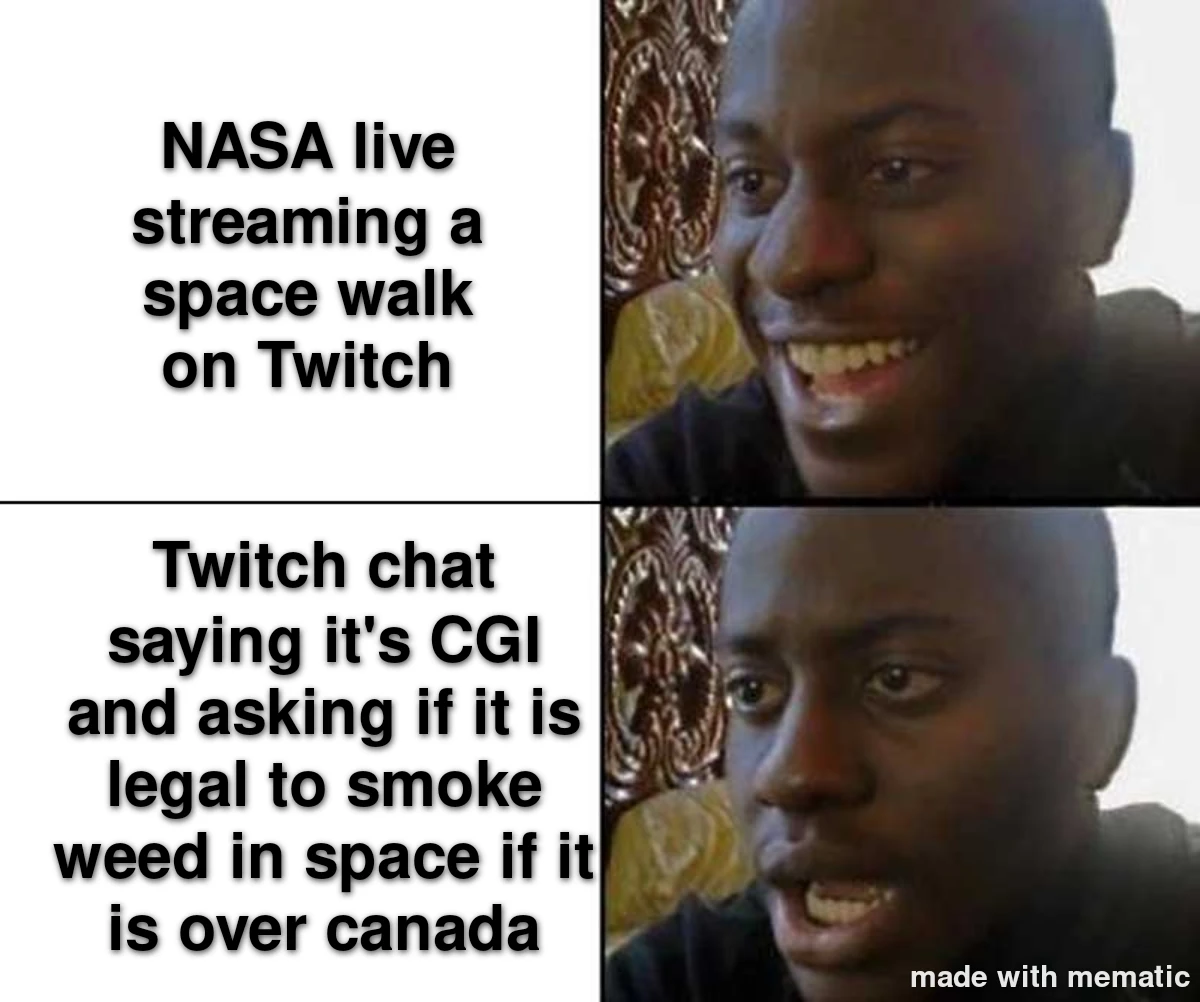 NASA live
streaming a
space walk
on Twitch
Twitch chat
saying it's CGI
and asking if it is
legal to smoke
weed in space if it
is over canada
made with mematic